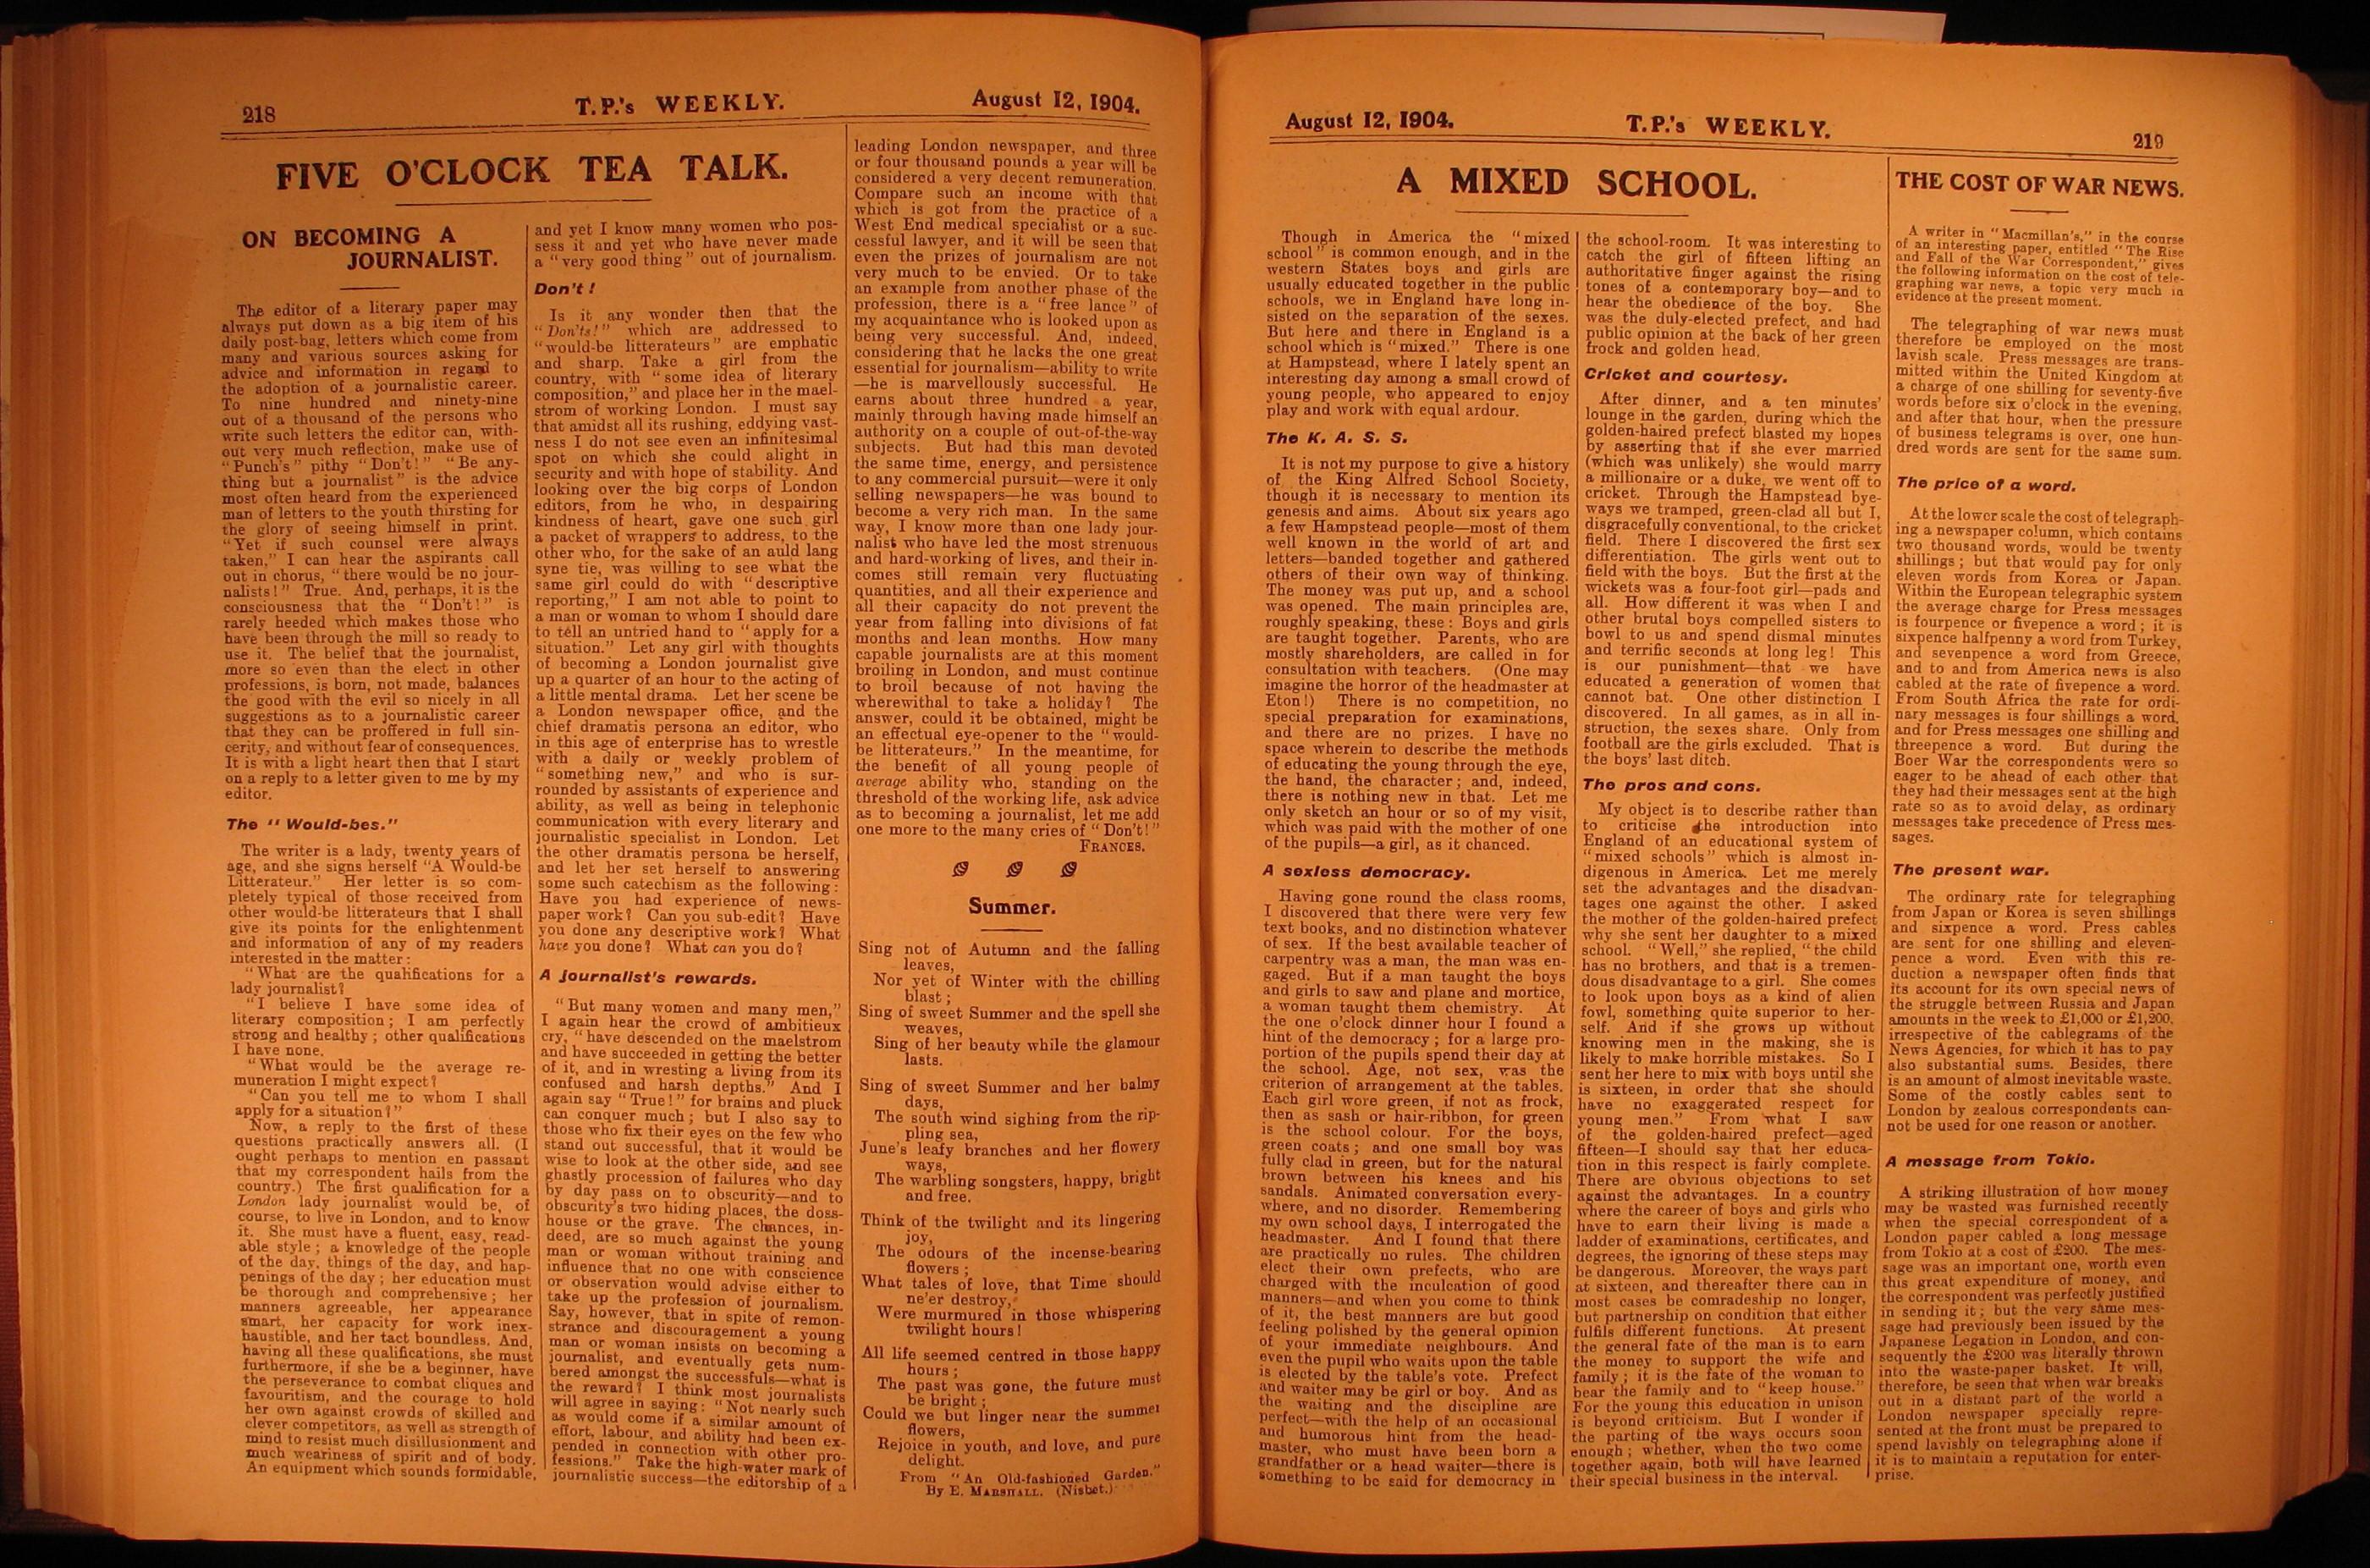 218
T.P.'s WEEKLY.
August 12, 1904.
FIVE O'CLOCK TEA TALK.
ON BECOMING A
JOURNALIST.
The editor of a literary paper may
always put down as a big item of his
daily post-bag, letters which come from
many and various sources asking for
advice and information in regard to
the adoption of a journalistic career.
To nine hundred and ninety-nine
out of a thousand of the persons who
write such letters the editor can, with-
out very much reflection, make use of
"Punch's" pithy "Don't!" "Be any-
thing but a journalist" is the advice
most often heard from the experienced
man of letters to the youth thirsting for
the glory of seeing himself in print.
"Yet if such counsel were always
taken," I can hear the aspirants call
out in chorus, "there would be no jour-
nalists!" True. And, perhaps, it is the
consciousness that the "Don't!" is
rarely heeded which makes those who
have been through the mill so ready to
use it. The belief that the journalist,
more so even than the elect in other
professions, is born, not made, balances
the good with the evil so nicely in all
suggestions as to a journalistic career
that they can be proffered in full sin-
cerity, and without fear of consequences.
It is with a light heart then that I start
on a reply to a letter given to me by my
editor.
The "Would-bes."
The writer is a lady, twenty years of
age, and she signs herself "A Would-be
Litterateur." Her letter is so com-
pletely typical of those received from
other would-be litterateurs that I shall
give its points for the enlightenment
and information of any of my readers
interested in the matter:
"What are the qualifications for a
lady journalist?
"I believe I have some idea of
literary composition; I am perfectly
strong and healthy; other qualifications
I have none.
"What would be the average re-
muneration I might expect?
"Can you tell me to whom I shall
apply for a situation?"
Now, a reply to the first of these
questions practically answers all. (I
ought perhaps to mention en passant
that my correspondent hails from the
country.) The first qualification for a
London lady journalist would be, of
course, to live in London, and to know
it. She must have a fluent, easy, read-
able style; a knowledge of the people
of the day, things of the day, and hap-
penings of the day; her education must
be thorough and comprehensive; her
manners agreeable, her appearance
smart, her capacity for work inex-
haustible, and her tact boundless. And,
having all these qualifications, she must
furthermore, if she be a beginner, have
the perseverance to combat cliques and
favouritism, and the courage to hold
her own against crowds of skilled and
clever competitors, as well as strength of
mind to resist much disillusionment and
much weariness of spirit and of body.
An equipment which sounds formidable,
and yet I know many women who pos-
sess it and yet who have never made
a "very good thing" out of journalism.
Don't!
Is it any wonder then that the
"Don'ts!" which are addressed to
"would-be litterateurs" are emphatic
and sharp. Take a girl from the
country, with "some idea of literary
composition," and place her in the mael-
strom of working London. I must say
that amidst all its rushing, eddying vast-
ness I do not see even an infinitesimal
spot on which she could alight in
security and with hope of stability. And
looking over the big corps of London
editors, from he who, in despairing
kindness of heart, gave one such girl
a packet of wrappers to address, to the
other who, for the sake of an auld lang
syne tie, was willing to see what the
same girl could do with "descriptive
reporting," I am not able to point to
a man or woman to whom I should dare
to tell an untried hand to "apply for a
situation." Let any girl with thoughts
of becoming a London journalist give
up a quarter of an hour to the acting of
a little mental drama. Let her scene be
a London newspaper office, and the
chief dramatis persona an editor, who
in this age of enterprise has to wrestle
with a daily or weekly problem of
"something new," and who is sur-
rounded by assistants of experience and
ability, as well as being in telephonic
communication with every literary and
journalistic specialist in London. Let
the other dramatis persona be herself,
and let her set herself to answering
some such catechism as the following:
Have you had experience of news-
paper work? Can you sub-edit? Have
you done any descriptive work? What
have you done? What can you do?
A journalist's rewards.
"But many women and many men,"
I again hear the crowd of ambitieux
cry, "have descended on the maelstrom
and have succeeded in getting the better
of it, and in wresting a living from its
confused and harsh depths." And I
again say "True!" for brains and pluck
can conquer much; but I also say to
those who fix their eyes on the few who
stand out successful, that it would be
wise to look at the other side, and see
ghastly procession of failures who day
by day pass on to obscurity—and to
obscurity's two hiding places, the doss-
house or the grave. The chances, in-
deed, are so much against the young
man or woman without training and
influence that no one with conscience
or observation would advise either to
take up the profession of journalism.
Say, however, that in spite of remon-
strance and discouragement a young
man or woman insists on becoming a
journalist, and eventually gets num-
bered amongst the successfuls—what is
the reward? I think most journalists
will agree in saying: "Not nearly such
as would come if a similar amount of
effort, labour, and ability had been ex-
pended in connection with other pro-
fessions." Take the high-water mark of
journalistic success—the editorship of a
leading London newspaper, and three
or four thousand pounds a year will be
considered a very decent remuneration.
Compare such an income with that
which is got from the practice of a
West End medical specialist or a suc-
cessful lawyer, and it will be seen that
even the prizes of journalism are not
very much to be envied. Or to take
an example from another phase of the
profession, there is a "free lance" of
my acquaintance who is looked upon as
being very successful. And, indeed,
considering that he lacks the one great
essential for journalism—ability to write
—he is marvellously successful. He
earns about three hundred a year,
mainly through having made himself an
authority on a couple of out-of-the-way
subjects. But had this man devoted
the same time, energy, and persistence
to any commercial pursuit—were it only
selling newspapers—he was bound to
become a very rich man. In the same
way, I know more than one lady jour-
nalist who have led the most strenuous
and hard-working of lives, and their in-
comes still remain very fluctuating
quantities, and all their experience and
all their capacity do not prevent the
year from falling into divisions of fat
months and lean months. How many
capable journalists are at this moment
broiling in London, and must continue
to broil because of not having the
wherewithal to take a holiday? The
answer, could it be obtained, might be
an effectual eye-opener to the "would-
be litterateurs." In the meantime, for
the benefit of all young people of
average ability who, standing on the
threshold of the working life, ask advice
as to becoming a journalist, let me add
one more to the many cries of "Don't!"
FRANCES.
Summer.
Sing not of Autumn and the falling
leaves,
Nor yet of Winter with the chilling
blast;
Sing of sweet Summer and the spell she
weaves,
Sing of her beauty while the glamour
lasts.
Sing of sweet Summer and her balmy
days,
The south wind sighing from the rip-
pling sea,
June's leafy branches and her flowery
ways,
The warbling songsters, happy, bright
and free.
Think of the twilight and its lingering
joy,
The odours of the incense-bearing
flowers;
What tales of love, that Time should
ne'er destroy,
Were murmured in those whispering
twilight hours!
All life seemed centred in those happy
hours;
The past was gone, the future must
be bright;
Could we but linger near the summer
flowers,
Rejoice in youth, and love, and pure
delight.
From "An Old-fashioned Garden."
By E. MARSHALL. (Nisbet.)
August 12, 1904.
T.P.'s WEEKLY.
219
A MIXED SCHOOL.
Though in America the "mixed
school" is common enough, and in the
western States boys and girls are
usually educated together in the public
schools, we in England have long in-
sisted on the separation of the sexes.
But here and there in England is a
school which is "mixed." There is one
at Hampstead, where I lately spent an
interesting day among a small crowd of
young people, who appeared to enjoy
play and work with equal ardour.
The K. A. S. S.
It is not my purpose to give a history
of the King Alfred School Society,
though it is necessary to mention its
genesis and aims. About six years ago
a few Hampstead people—most of them
well known in the world of art and
letters—banded together and gathered
others of their own way of thinking.
The money was put up, and a school
was opened. The main principles are,
roughly speaking, these: Boys and girls
are taught together. Parents, who are
mostly shareholders, are called in for
consultation with teachers. (One may
imagine the horror of the headmaster at
Eton!) There is no competition, no
special preparation for examinations,
and there are no prizes. I have no
space wherein to describe the methods
of educating the young through the eye,
the hand, the character; and, indeed,
there is nothing new in that. Let me
only sketch an hour or so of my visit,
which was paid with the mother of one
of the pupils—a girl, as it chanced.
A sexless democracy.
Having gone round the class rooms,
I discovered that there were very few
text books, and no distinction whatever
of sex. If the best available teacher of
carpentry was a man, the man was en-
gaged. But if a man taught the boys
and girls to saw and plane and mortice,
a woman taught them chemistry. At
the one o'clock dinner hour I found a
hint of the democracy; for a large pro-
portion of the pupils spend their day at
the school. Age, not sex, was the
criterion of arrangement at the tables.
Each girl wore green, if not as frock,
then as sash or hair-ribbon, for green
is the school colour. For the boys,
green coats; and one small boy was
fully clad in green, but for the natural
brown between his knees and his
sandals. Animated conversation every-
where, and no disorder. Remembering
my own school days, I interrogated the
headmaster. And I found that there
are practically no rules. The children
elect their own prefects, who are
charged with the inculcation of good
manners—and when you come to think
of it, the best manners are but good
feeling polished by the general opinion
of your immediate neighbours. And
even the pupil who waits upon the table
is elected by the table's vote. Prefect
and waiter may be girl or boy. And as
the waiting and the discipline are
perfect—with the help of an occasional
and humorous hint from the head-
master, who must have been born a
grandfather or a head waiter—there is
something to be said for democracy in
the school-room. It was interesting to
catch the girl of fifteen lifting an
authoritative finger against the rising
tones of a contemporary boy—and to
hear the obedience of the boy. She
was the duly-elected prefect, and had
public opinion at the back of her green
frock and golden head.
Cricket and courtesy.
After dinner, and a ten minutes'
lounge in the garden, during which the
golden-haired prefect blasted my hopes
by asserting that if she ever married
(which was unlikely) she would marry
a millionaire or a duke, we went off to
cricket. Through the Hampstead bye-
ways we tramped, green-clad all but I,
disgracefully conventional, to the cricket
field. There I discovered the first sex
differentiation. The girls went out to
field with the boys. But the first at the
wickets was a four-foot girl—pads and
all. How different it was when I and
other brutal boys compelled sisters to
bowl to us and spend dismal minutes
and terrific seconds at long leg! This
is our punishment—that we have
educated a generation of women that
cannot bat. One other distinction I
discovered. In all games, as in all in-
struction, the sexes share. Only from
football are the girls excluded. That is
the boys' last ditch.
The pros and cons.
My object is to describe rather than
to criticise the introduction into
England of an educational system of
"mixed schools" which is almost in-
digenous in America. Let me merely
set the advantages and the disadvan-
tages one against the other. I asked
the mother of the golden-haired prefect
why she sent her daughter to a mixed
school. "Well," she replied, "the child
has no brothers, and that is a tremen-
dous disadvantage to a girl. She comes
to look upon boys as a kind of alien
fowl, something quite superior to her-
self. And if she grows up without
knowing men in the making, she is
likely to make horrible mistakes. So I
sent her here to mix with boys until she
is sixteen, in order that she should
have no exaggerated respect for
young men." From what I saw
of the golden-haired prefect—aged
fifteen—I should say that her educa-
tion in this respect is fairly complete.
There are obvious objections to set
against the advantages. In a country
where the career of boys and girls who
have to earn their living is made a
ladder of examinations, certificates, and
degrees, the ignoring of these steps may
be dangerous. Moreover, the ways part
at sixteen, and thereafter there can in
most cases be comradeship no longer,
but partnership on condition that either
fulfils different functions. At present
the general fate of the man is to earn
the money to support the wife and
family; it is the fate of the woman to
bear the family and to "keep house."
For the young this education in unison
is beyond criticism. But I wonder if
the parting of the ways occurs soon
enough; whether, when the two come
together again, both will have learned
their special business in the interval.
THE COST OF WAR NEWS.
A writer in "Macmillan's," in the course
of an interesting paper, entitled "The Rise
and Fall of the War Correspondent," gives
the following information on the cost of tele-
graphing war news, a topic very much in
evidence at the present moment.
The telegraphing of war news must
therefore be employed on the most
lavish scale. Press messages are trans-
mitted within the United Kingdom at
a charge of one shilling for seventy-five
words before six o'clock in the evening,
and after that hour, when the pressure
of business telegrams is over, one hun-
dred words are sent for the same sum.
The price of a word.
At the lower scale the cost of telegraph-
ing a newspaper column, which contains
two thousand words, would be twenty
shillings; but that would pay for only
eleven words from Korea or Japan.
Within the European telegraphic system
the average charge for Press messages
is fourpence or fivepence a word; it is
sixpence halfpenny a word from Turkey,
and sevenpence a word from Greece,
and to and from America news is also
cabled at the rate of fivepence a word.
From South Africa the rate for ordi-
nary messages is four shillings a word,
and for Press messages one shilling and
threepence a word. But during the
Boer War the correspondents were so
eager to be ahead of each other that
they had their messages sent at the high
rate so as to avoid delay, as ordinary
messages take precedence of Press mes-
sages.
The present war.
The ordinary rate for telegraphing
from Japan or Korea is seven shillings
and sixpence a word. Press cables
are sent for one shilling and eleven-
pence a word. Even with this re-
duction a newspaper often finds that
its account for its own special news of
the struggle between Russia and Japan
amounts in the week to £1,000 or £1,200,
irrespective of the cablegrams of the
News Agencies, for which it has to pay
also substantial sums. Besides, there
is an amount of almost inevitable waste.
Some of the costly cables sent to
London by zealous correspondents can-
not be used for one reason or another.
A message from Tokio.
A striking illustration of how money
may be wasted was furnished recently
when the special correspondent of a
London paper cabled a long message
from Tokio at a cost of £200. The mes-
sage was an important one, worth even
this great expenditure of money, and
the correspondent was perfectly justified
in sending it; but the very same mes-
sage had previously been issued by the
Japanese Legation in London, and con-
sequently the £200 was literally thrown
into the waste-paper basket. It will,
therefore, be seen that when war breaks
out in a distant part of the world a
London newspaper specially repre-
sented at the front must be prepared to
spend lavishly on telegraphing alone if
it is to maintain a reputation for enter-
prise.